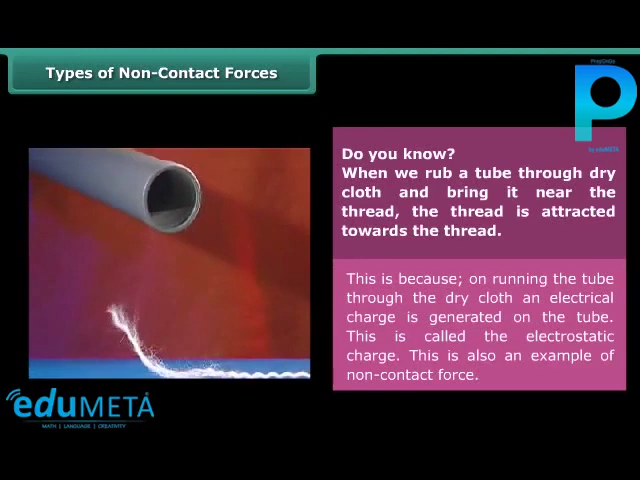 Types of Non-Contact Forces
PrepOnGo
P
by eduMETA
Do you know?
When we rub a tube through dry
cloth and bring it near the
thread, the thread is attracted
towards the thread.
This is because; on running the tube
through the dry cloth an electrical
charge is generated on the tube.
This is called the electrostatic
charge. This is also an example of
non-contact force.
eduMETA
MATH | LANGUAGE | CREATIVITY